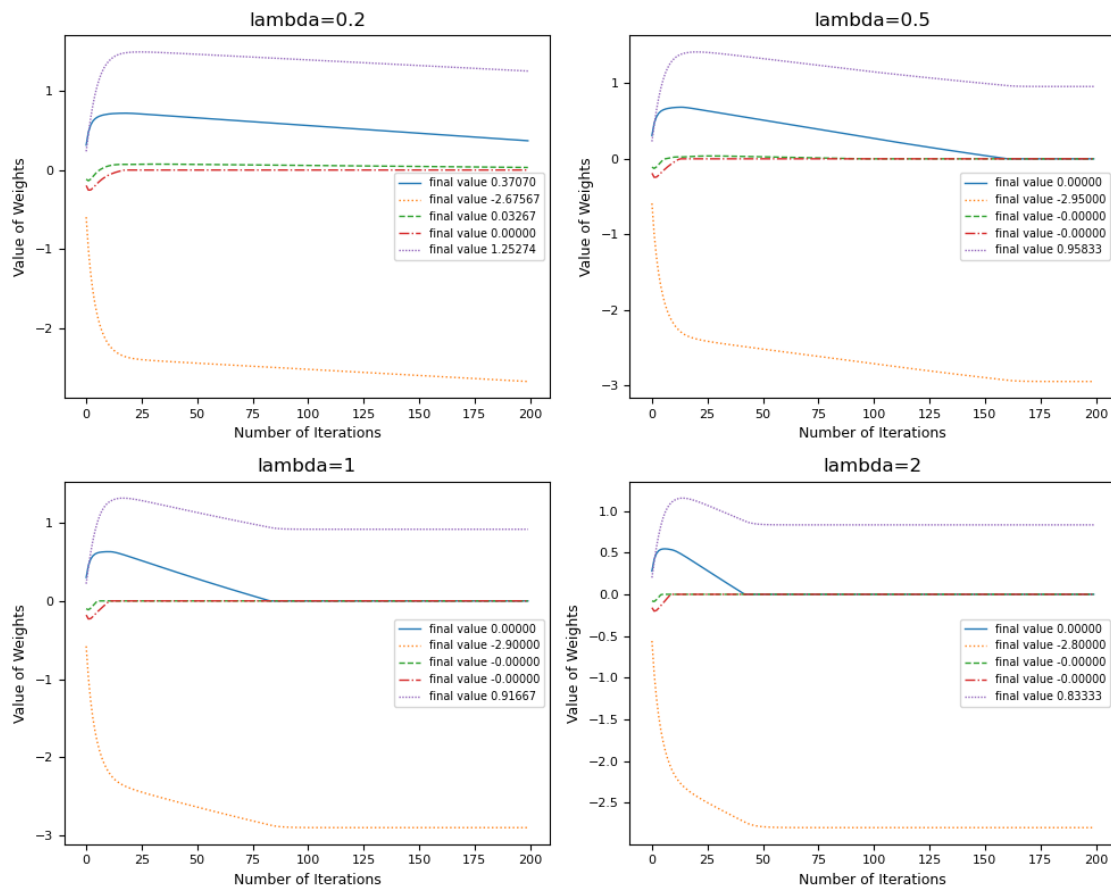 lambda=0.2
Value of Weights
1
0
−1
−2
final value 0.37070
final value -2.67567
final value 0.03267
final value 0.00000
final value 1.25274
0 25 50 75 100 125 150 175 200
Number of Iterations
lambda=0.5
Value of Weights
1
0
−1
−2
−3
final value 0.00000
final value -2.95000
final value -0.00000
final value -0.00000
final value 0.95833
0 25 50 75 100 125 150 175 200
Number of Iterations
lambda=1
Value of Weights
1
0
−1
−2
−3
final value 0.00000
final value -2.90000
final value -0.00000
final value -0.00000
final value 0.91667
0 25 50 75 100 125 150 175 200
Number of Iterations
lambda=2
Value of Weights
1.0
0.5
0.0
−0.5
−1.0
−1.5
−2.0
−2.5
final value 0.00000
final value -2.80000
final value -0.00000
final value -0.00000
final value 0.83333
0 25 50 75 100 125 150 175 200
Number of Iterations